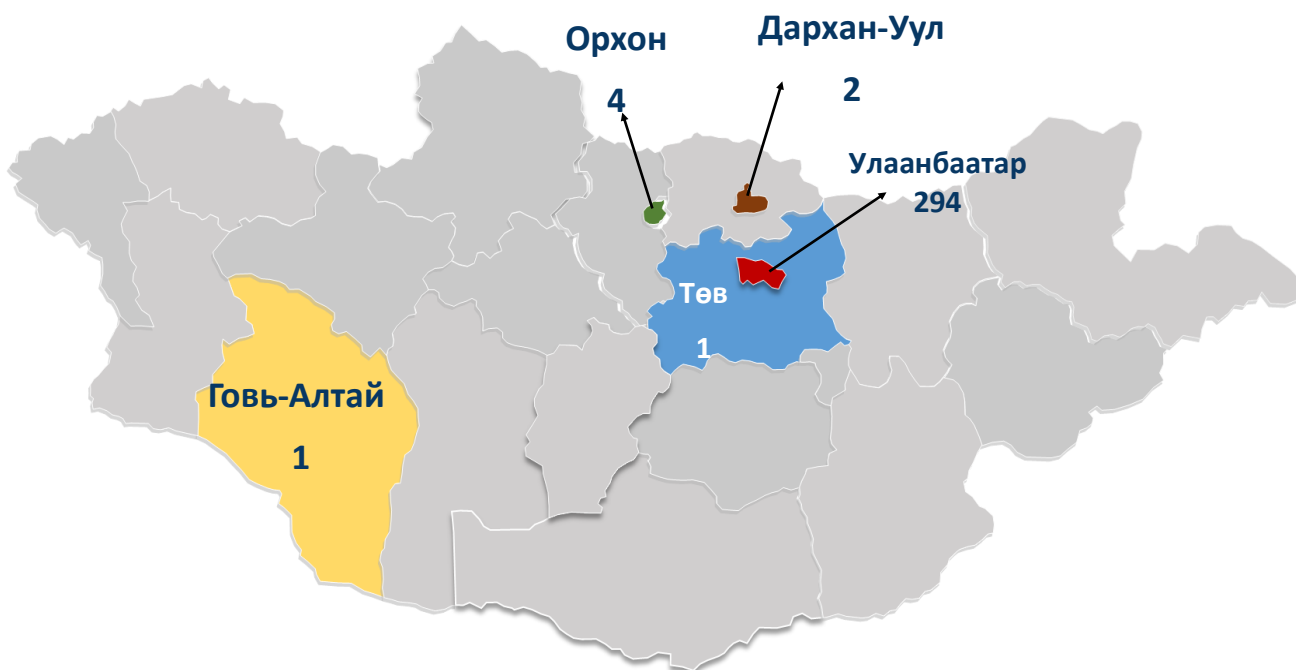 Орхон
4
Дархан-Уул
2
Улаанбаатар
294
Төв
1
Говь-Алтай
1